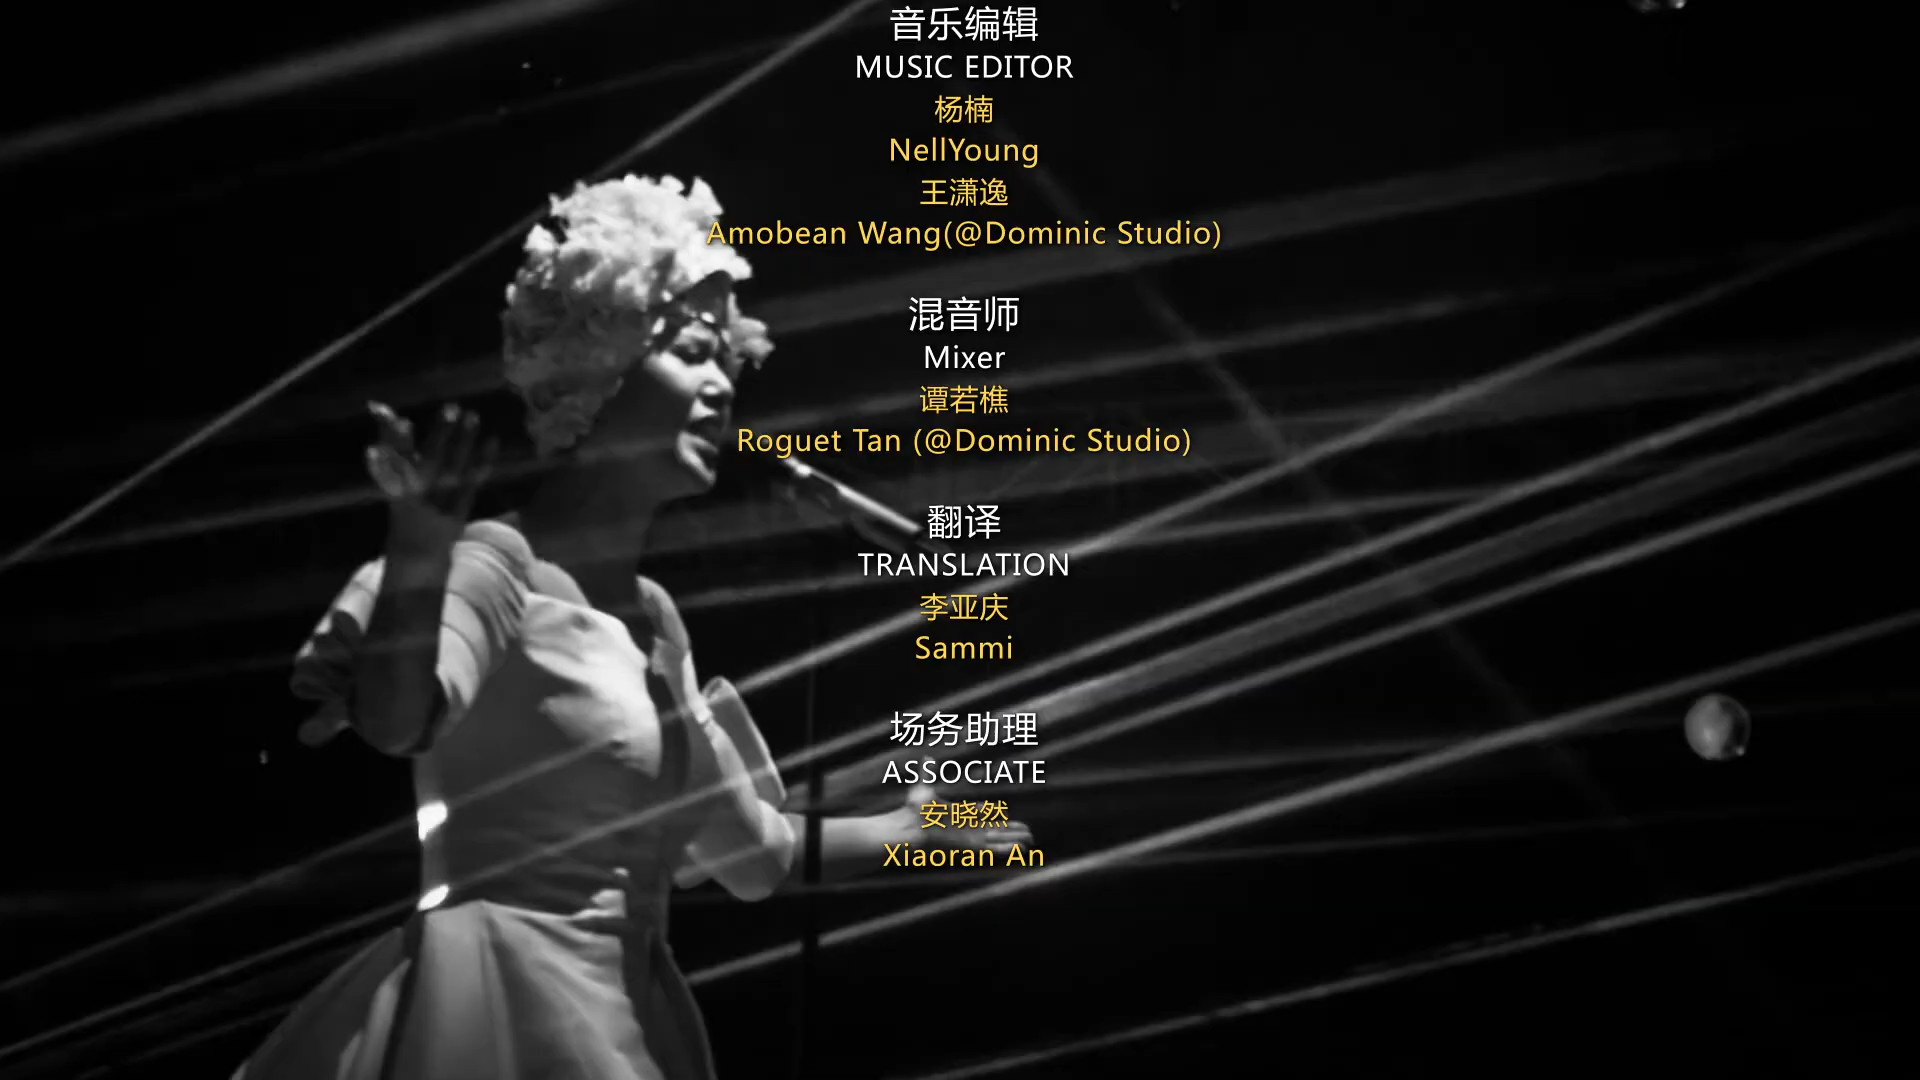 音乐编辑
MUSIC EDITOR
杨楠
NellYoung
王潇逸
Amobean Wang(@Dominic Studio)
混音师
Mixer
谭若樵
Roguet Tan (@Dominic Studio)
翻译
TRANSLATION
李亚庆
Sammi
场务助理
ASSOCIATE
安晓然
Xiaoran An